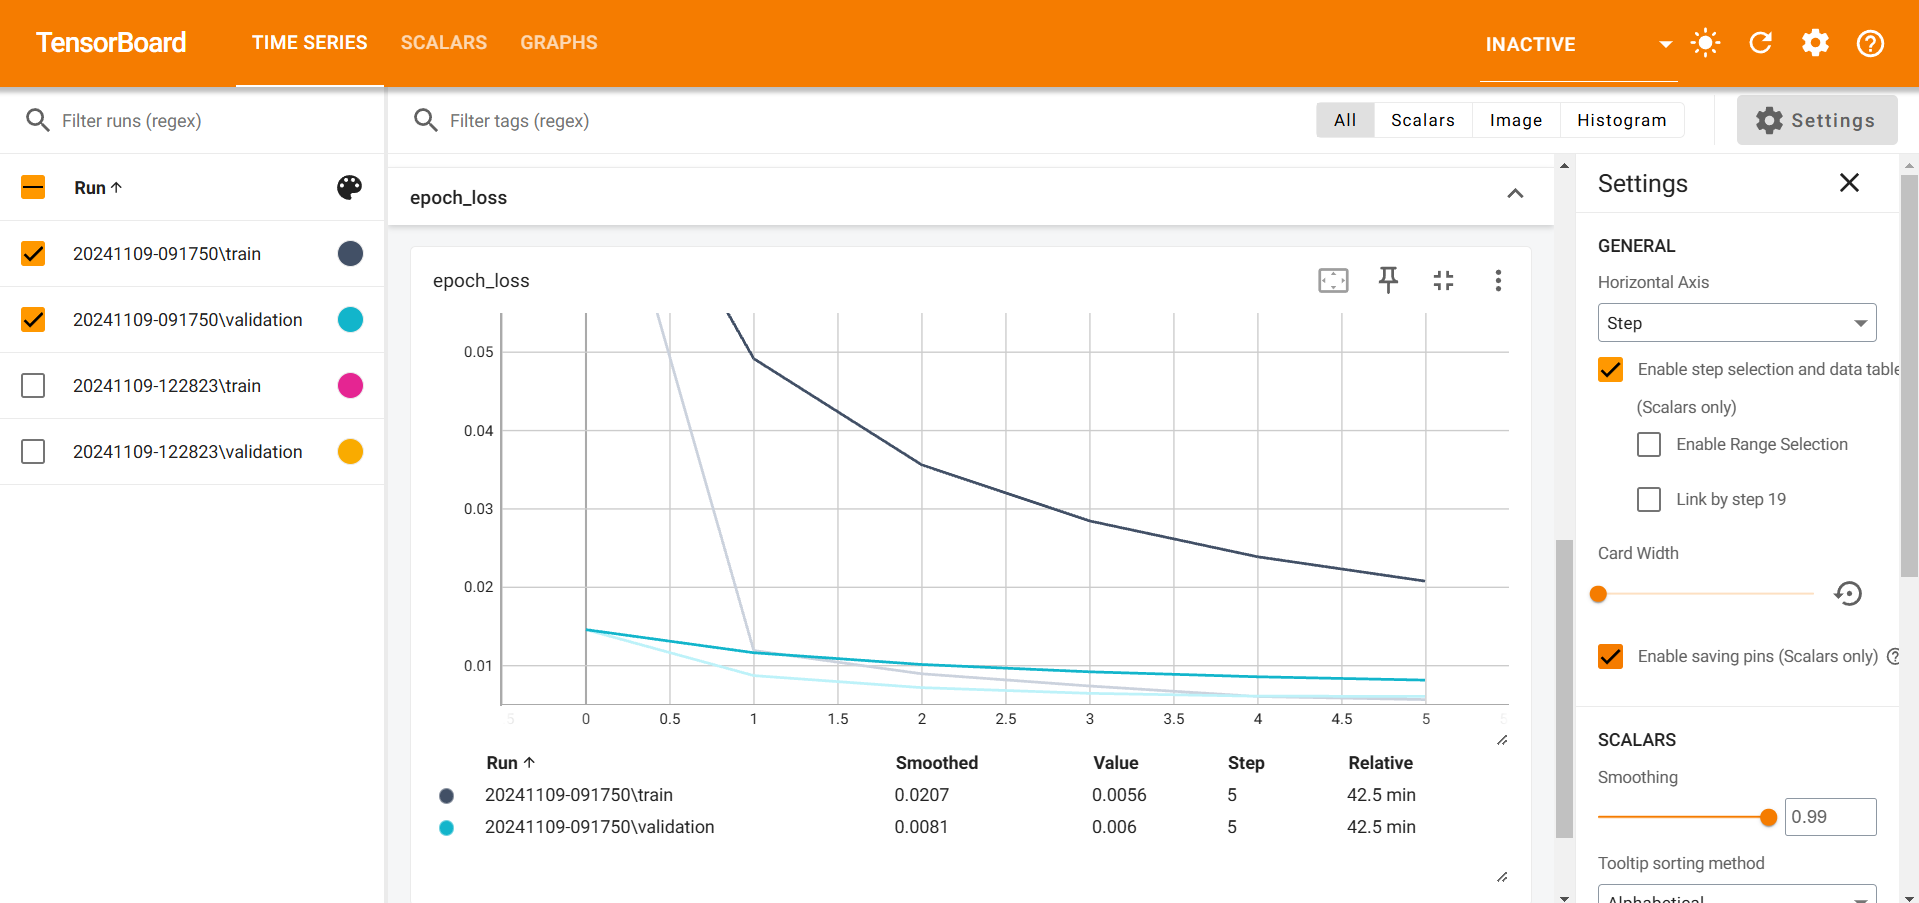 TensorBoard
TIME SERIES
SCALARS
GRAPHS
INACTIVE
Filter runs (regex)
Filter tags (regex)
All
Scalars
Image
Histogram
Settings
Run
20241109-091750\train
20241109-091750\validation
20241109-122823\train
20241109-122823\validation
epoch_loss
epoch_loss
0.05
0.04
0.03
0.02
0.01
5
0
0.5
1
1.5
2
2.5
3
3.5
4
4.5
5
5
Run Smoothed Value Step Relative
20241109-091750\train 0.0207 0.0056 5 42.5 min
20241109-091750\validation 0.0081 0.006 5 42.5 min
Settings
GENERAL
Horizontal Axis
Step
Enable step selection and data table
(Scalars only)
Enable Range Selection
Link by step 19
Card Width
Enable saving pins (Scalars only)
SCALARS
Smoothing
0.99
Tooltip sorting method
Alphabetical